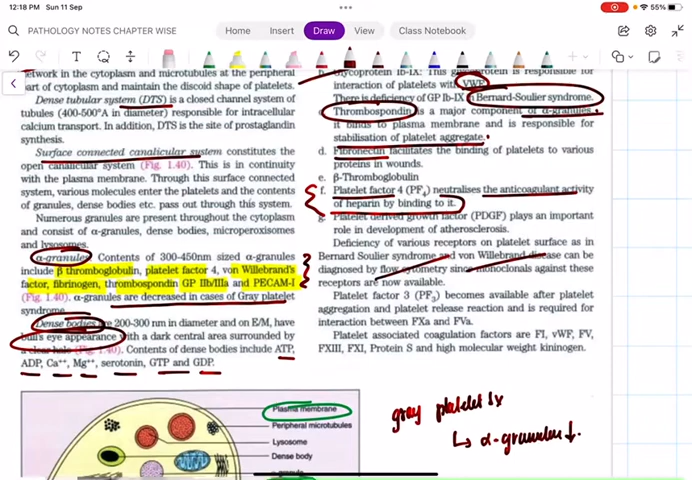 12:18 PM Sun 11 Sep
55%
PATHOLOGY NOTES CHAPTER WISE
Home Insert Draw View Class Notebook
network in the cytoplasm and microtubules at the peripheral
part of cytoplasm and maintain the discoid shape of platelets.
Dense tubular system (DTS) is a closed channel system of
tubules (400-500°A in diameter) responsible for intracellular
calcium transport. In addition, DTS is the site of prostaglandin
synthesis.
Surface connected canalicular system constitutes the
open canalicular system (Fig. 1.40). This is in continuity
with the plasma membrane. Through this surface connected
system, various molecules enter the platelets and the contents
of granules, dense bodies etc. pass out through this system.
Numerous granules are present throughout the cytoplasm
and consist of α-granules, dense bodies, microperoxisomes
and lysosomes.
α-granules: Contents of 300-450nm sized α-granules
include β thromboglobulin, platelet factor 4, von Willebrand's
factor, fibrinogen, thrombospondin GP IIb/IIIa and PECAM-I
(Fig. 1.40). α-granules are decreased in cases of Gray platelet
syndrome.
Dense bodies are 200-300 nm in diameter and on E/M, have
bull's eye appearance with a dark central area surrounded by
a clear halo (Fig. 1.40). Contents of dense bodies include ATP,
ADP, Ca++, Mg++, serotonin, GTP and GDP.
b. Glycoprotein Ib-IX: This glycoprotein is responsible for
interaction of platelets with VWF.
There is deficiency of GP Ib-IX in Bernard-Soulier syndrome.
c. Thrombospondin is a major component of α-granules,
it binds to plasma membrane and is responsible for
stabilisation of platelet aggregate.
d. Fibronectin facilitates the binding of platelets to various
proteins in wounds.
e. β-Thromboglobulin
f. Platelet factor 4 (PF4) neutralises the anticoagulant activity
of heparin by binding to it.
g. Platelet derived growth factor (PDGF) plays an important
role in development of atherosclerosis.
Deficiency of various receptors on platelet surface as in
Bernard Soulier syndrome and von Willebrand disease can be
diagnosed by flow cytometry since monoclonals against these
receptors are now available.
Platelet factor 3 (PF3) becomes available after platelet
aggregation and platelet release reaction and is required for
interaction between FXa and FVa.
Platelet associated coagulation factors are FI, vWF, FV,
FXIII, FXI, Protein S and high molecular weight kininogen.
Plasma membrane
Peripheral microtubules
Lysosome
Dense body
gray platelet
↳ α-granules ↓.